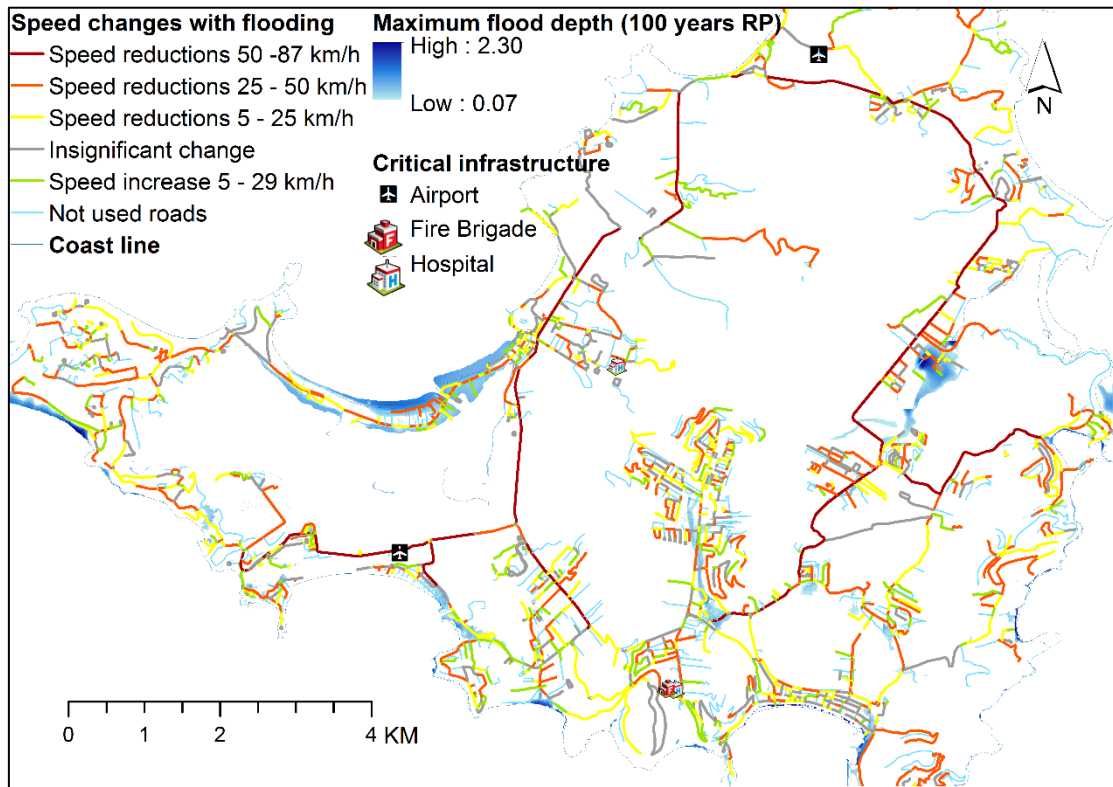 Speed changes with flooding
Speed reductions 50 -87 km/h
Speed reductions 25 - 50 km/h
Speed reductions 5 - 25 km/h
Insignificant change
Speed increase 5 - 29 km/h
Not used roads
Coast line
Maximum flood depth (100 years RP)
High : 2.30
Low : 0.07
Critical infrastructure
Airport
F
Fire Brigade
H
Hospital
N
H
0 1 2 4 KM